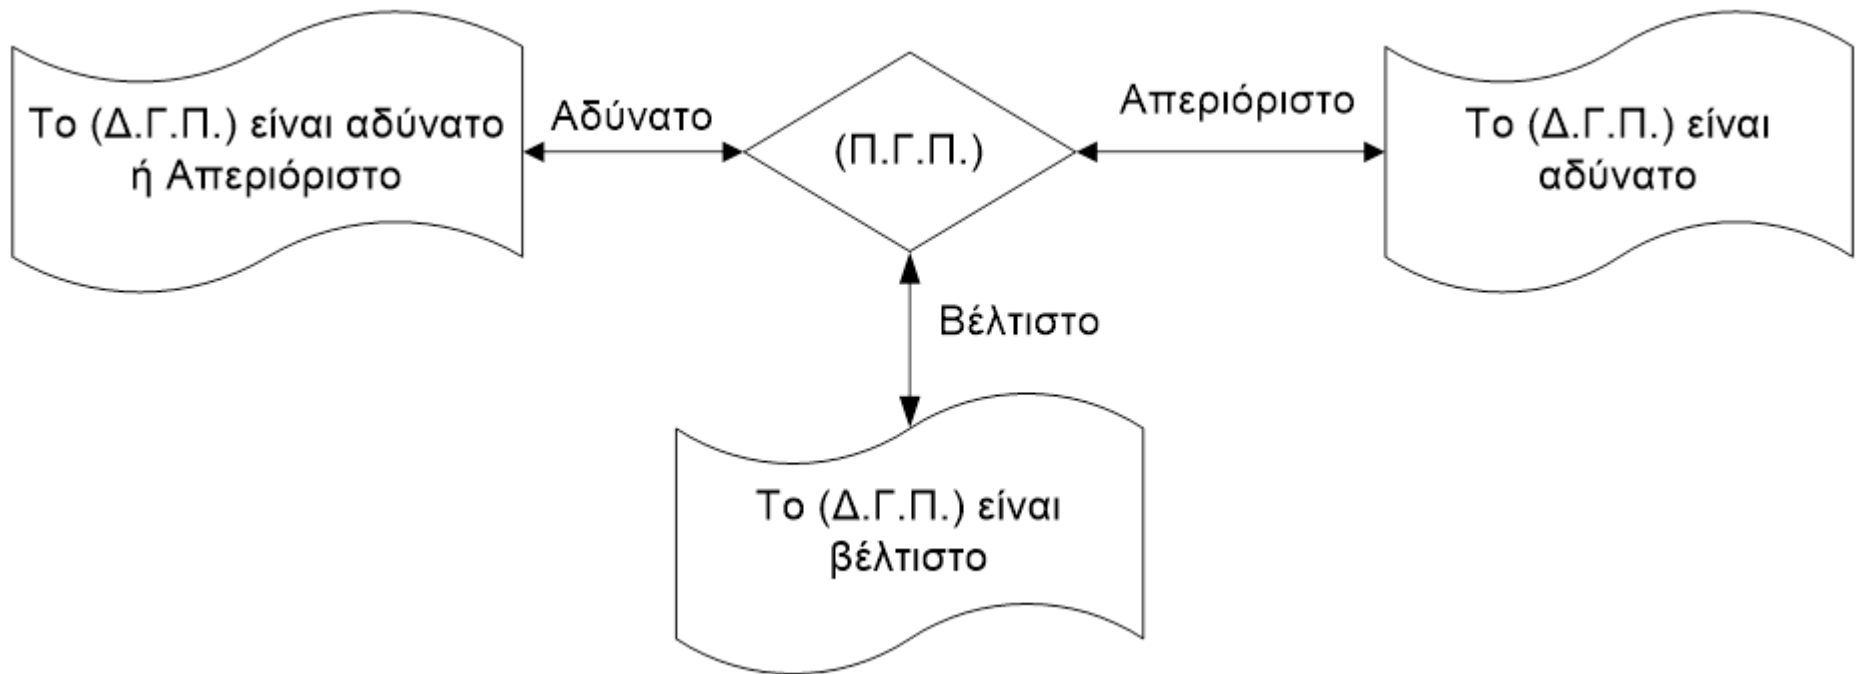 Το (Δ.Γ.Π.) είναι αδύνατο
ή Απεριόριστο
Αδύνατο
(Π.Γ.Π.)
Απεριόριστο
Το (Δ.Γ.Π.) είναι
αδύνατο
Βέλτιστο
Το (Δ.Γ.Π.) είναι
βέλτιστο